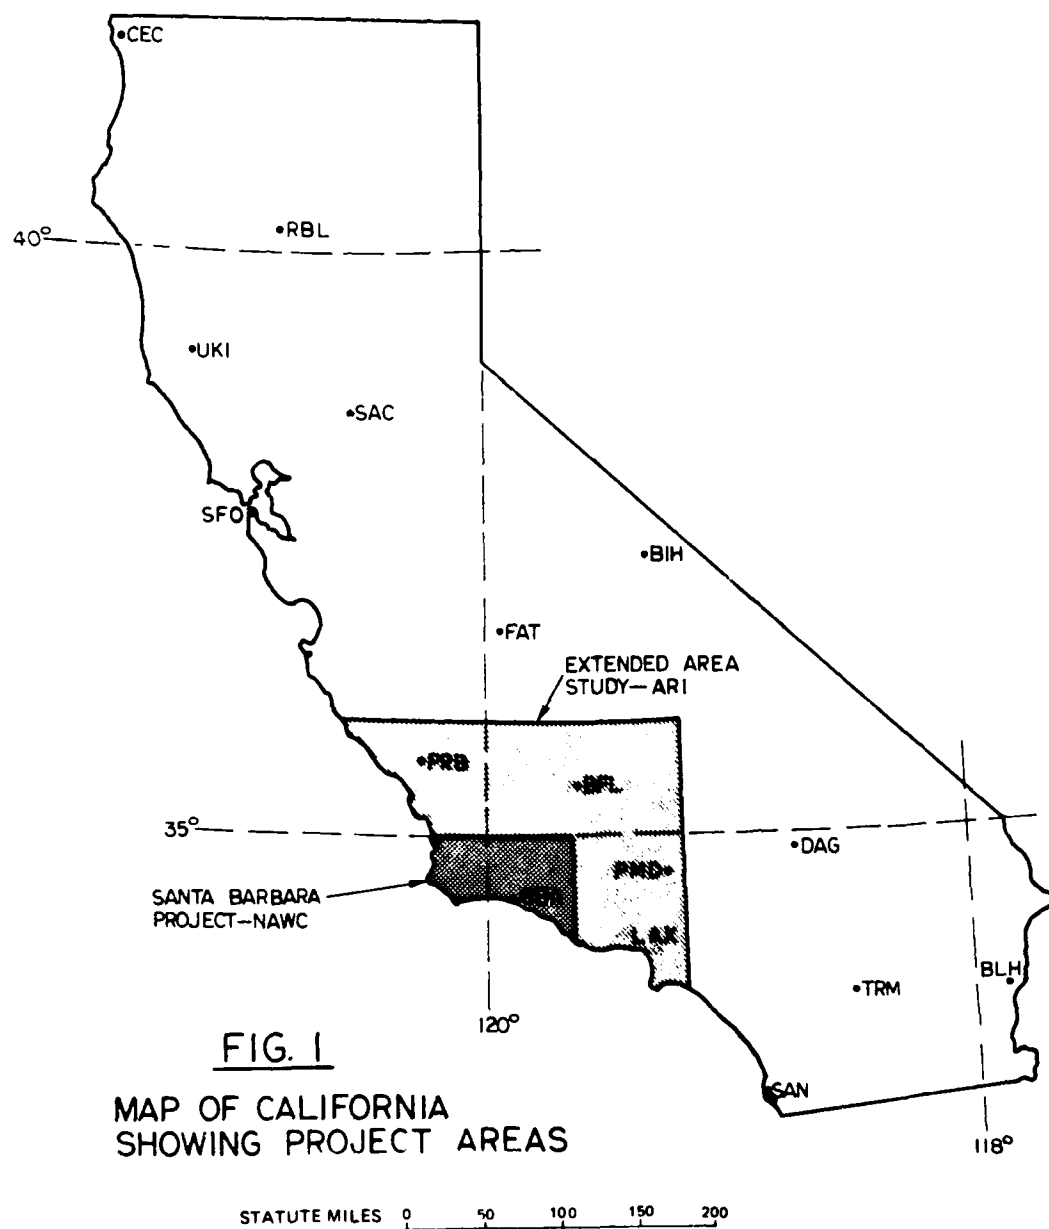 CEC
RBL
40°
UKI
SAC
SFO
BIH
FAT
EXTENDED AREA
STUDY—ARI
PRB
BFL
35°
DAG
PMD
SANTA BARBARA
PROJECT—NAWC
LAX
BLH
TRM
120°
FIG. 1
SAN
MAP OF CALIFORNIA
SHOWING PROJECT AREAS
118°
STATUTE MILES 0 50 100 150 200